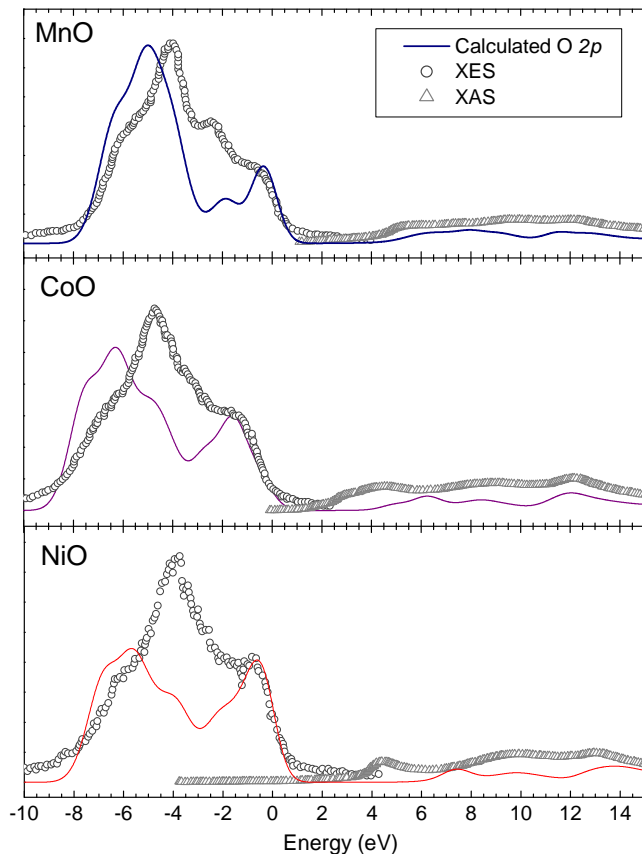 MnO
Calculated O 2p
XES
XAS
CoO
NiO
-10 -8 -6 -4 -2 0 2 4 6 8 10 12 14
Energy (eV)